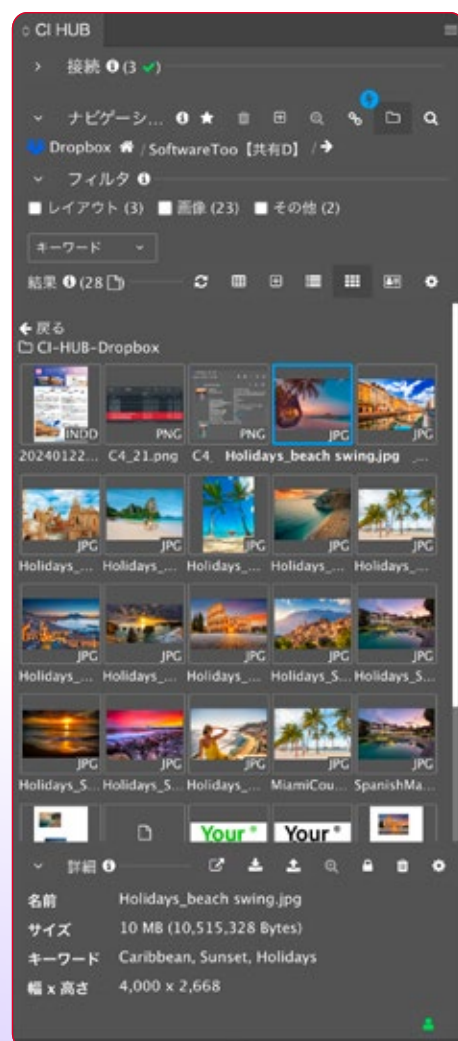 CI HUB
接続 (3 ✓)
ナビゲーシ...
Dropbox / SoftwareToo【共有D】 /
フィルタ
レイアウト (3) 画像 (23) その他 (2)
キーワード
結果 (28)
戻る
CI-HUB-Dropbox
INDD PNG PNG JPG JPG
20240122... C4_21.png C4_ Holidays_beach swing.jpg ...
JPG JPG JPG JPG JPG
Holidays_... Holidays_... Holidays_... Holidays_... Holidays_...
JPG JPG JPG JPG JPG
Holidays_... Holidays_... Holidays_... Holidays_S... Holidays_S...
JPG JPG JPG JPG JPG
Holidays_S... Holidays_S... Holidays_... MiamiCou... SpanishMa...
Your Your
詳細
名前 Holidays_beach swing.jpg
サイズ 10 MB (10,515,328 Bytes)
キーワード Caribbean, Sunset, Holidays
幅 x 高さ 4,000 x 2,668